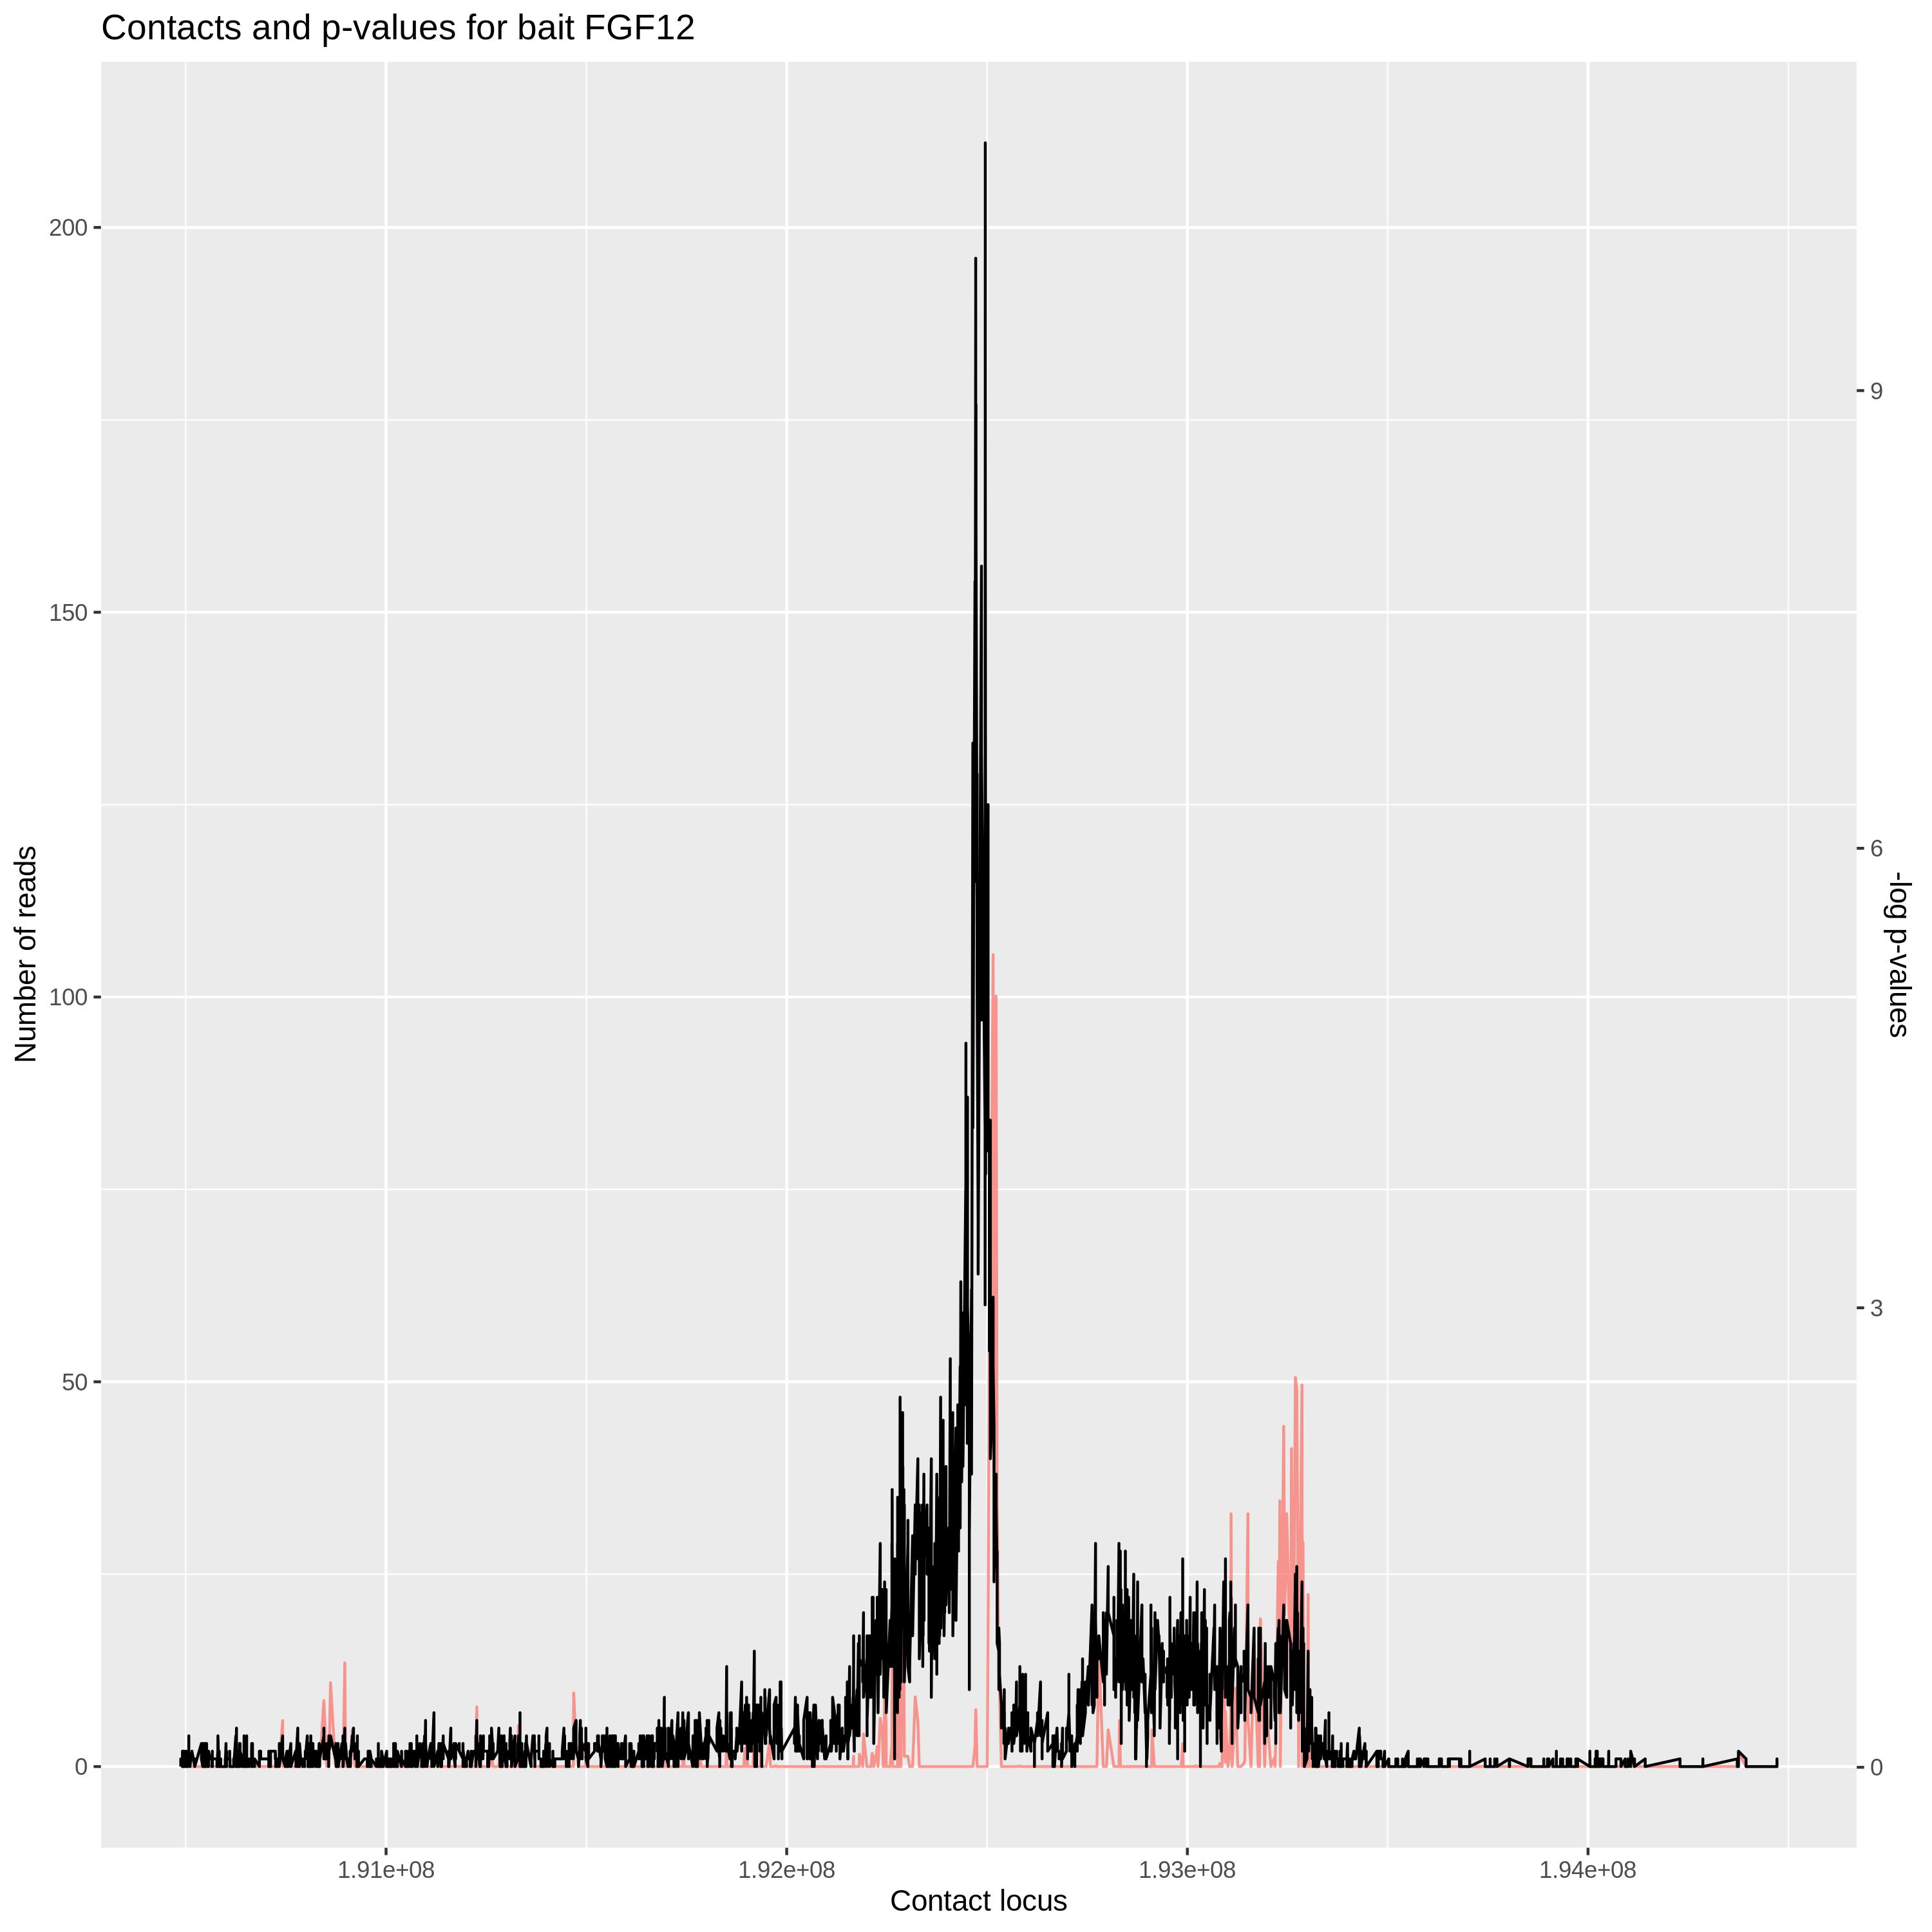 Contacts and p-values for bait FGF12
200
150
100
50
0
Number of reads
9
6
3
0
-log p-values
1.91e+08
1.92e+08
1.93e+08
1.94e+08
Contact locus